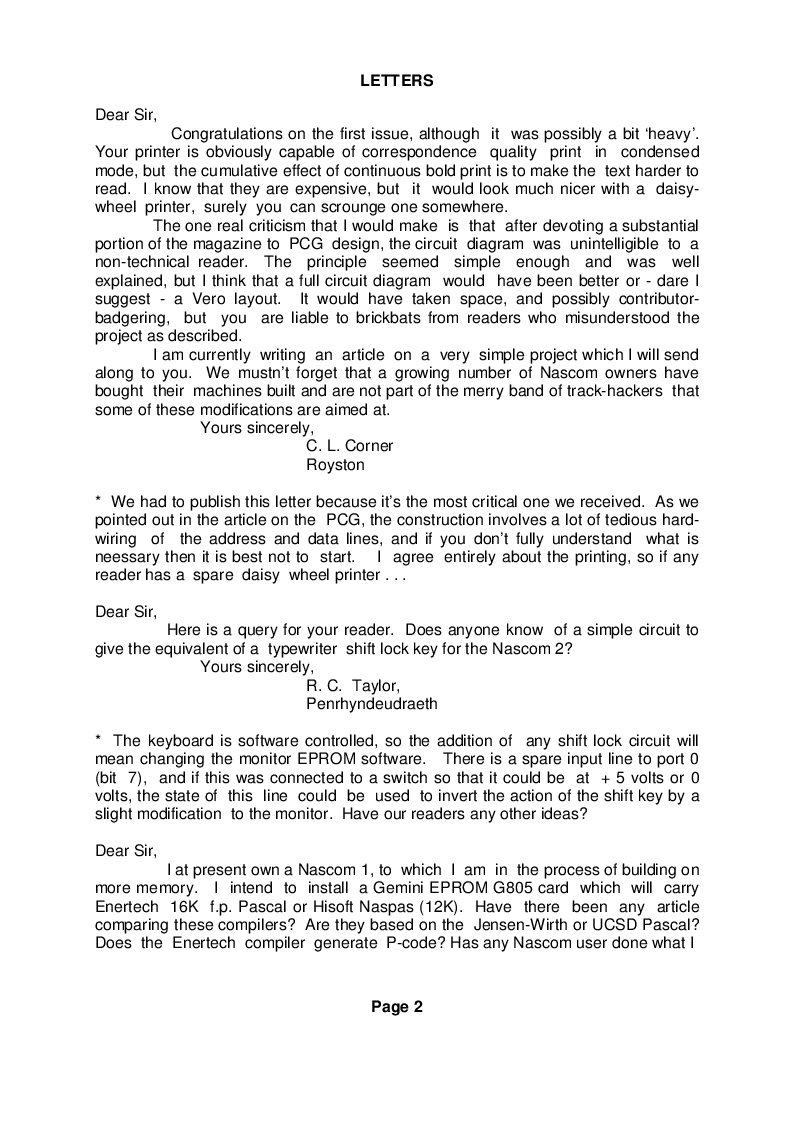 LETTERS
Dear Sir,
Congratulations on the first issue, although it was possibly a bit ‘heavy’.
Your printer is obviously capable of correspondence quality print in condensed
mode, but the cumulative effect of continuous bold print is to make the text harder to
read. I know that they are expensive, but it would look much nicer with a daisy-
wheel printer, surely you can scrounge one somewhere.
The one real criticism that I would make is that after devoting a substantial
portion of the magazine to PCG design, the circuit diagram was unintelligible to a
non-technical reader. The principle seemed simple enough and was well
explained, but I think that a full circuit diagram would have been better or - dare I
suggest - a Vero layout. It would have taken space, and possibly contributor-
badgering, but you are liable to brickbats from readers who misunderstood the
project as described.
I am currently writing an article on a very simple project which I will send
along to you. We mustn’t forget that a growing number of Nascom owners have
bought their machines built and are not part of the merry band of track-hackers that
some of these modifications are aimed at.
Yours sincerely,
C. L. Corner
Royston
* We had to publish this letter because it’s the most critical one we received. As we
pointed out in the article on the PCG, the construction involves a lot of tedious hard-
wiring of the address and data lines, and if you don’t fully understand what is
neessary then it is best not to start. I agree entirely about the printing, so if any
reader has a spare daisy wheel printer . . .
Dear Sir,
Here is a query for your reader. Does anyone know of a simple circuit to
give the equivalent of a typewriter shift lock key for the Nascom 2?
Yours sincerely,
R. C. Taylor,
Penrhyndeudraeth
* The keyboard is software controlled, so the addition of any shift lock circuit will
mean changing the monitor EPROM software. There is a spare input line to port 0
(bit 7), and if this was connected to a switch so that it could be at + 5 volts or 0
volts, the state of this line could be used to invert the action of the shift key by a
slight modification to the monitor. Have our readers any other ideas?
Dear Sir,
I at present own a Nascom 1, to which I am in the process of building on
more memory. I intend to install a Gemini EPROM G805 card which will carry
Enertech 16K f.p. Pascal or Hisoft Naspas (12K). Have there been any article
comparing these compilers? Are they based on the Jensen-Wirth or UCSD Pascal?
Does the Enertech compiler generate P-code? Has any Nascom user done what I
Page 2